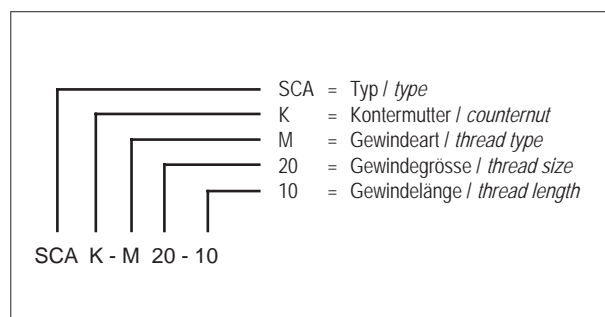 SCA = Typ / type
K = Kontermutter / counternut
M = Gewindeart / thread type
20 = Gewindegrösse / thread size
10 = Gewindelänge / thread length
SCA K - M 20 - 10